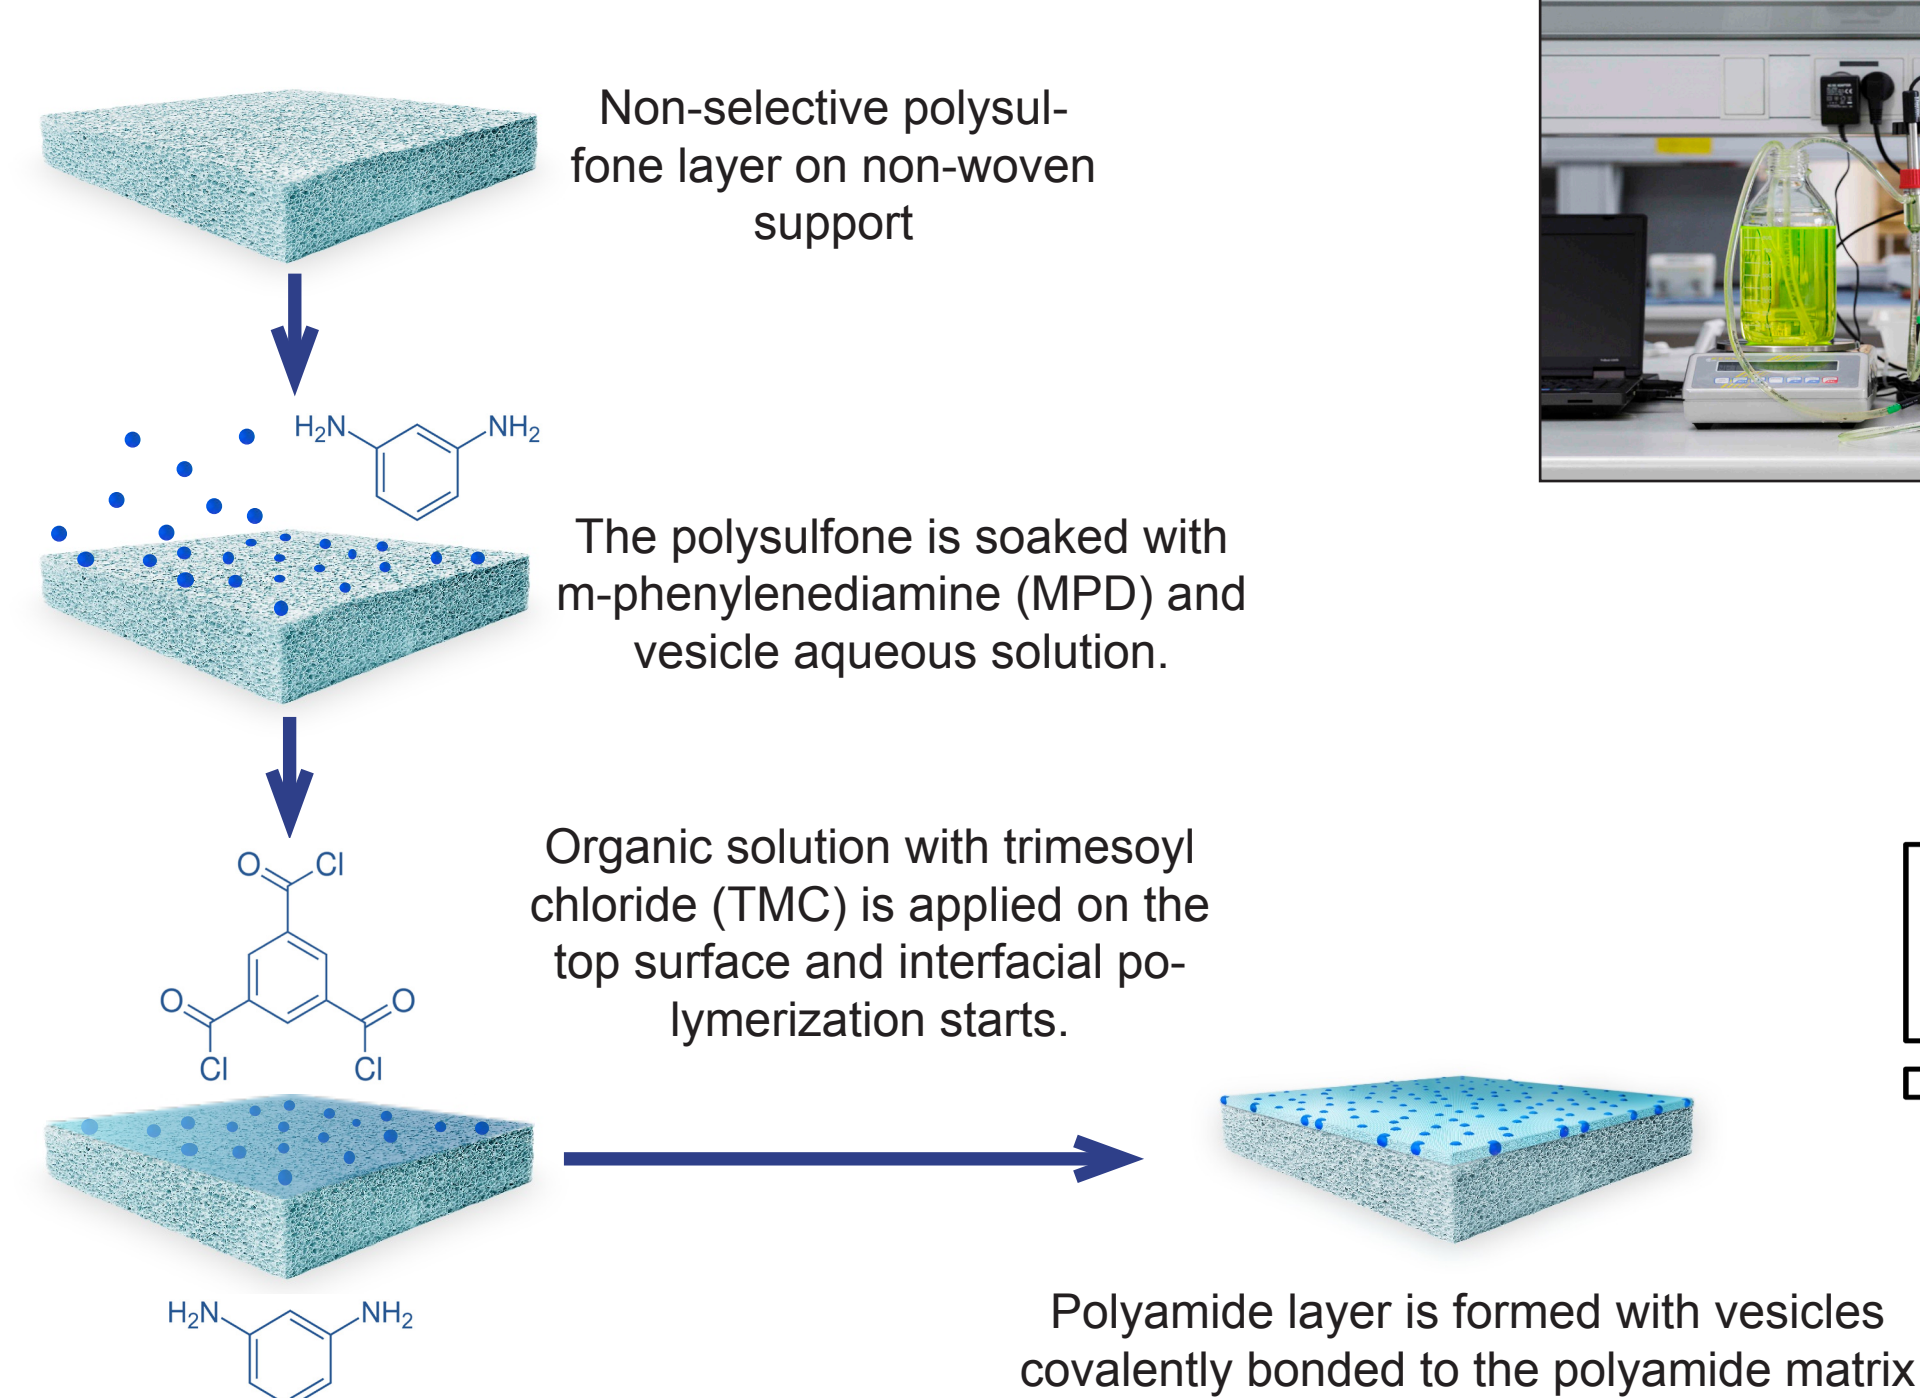 Non-selective polysul-
fone layer on non-woven
support
H₂N
NH₂
The polysulfone is soaked with
m-phenylenediamine (MPD) and
vesicle aqueous solution.
O
Cl
O
O
Cl
Cl
Organic solution with trimesoyl
chloride (TMC) is applied on the
top surface and interfacial po-
lymerization starts.
H₂N
NH₂
Polyamide layer is formed with vesicles
covalently bonded to the polyamide matrix